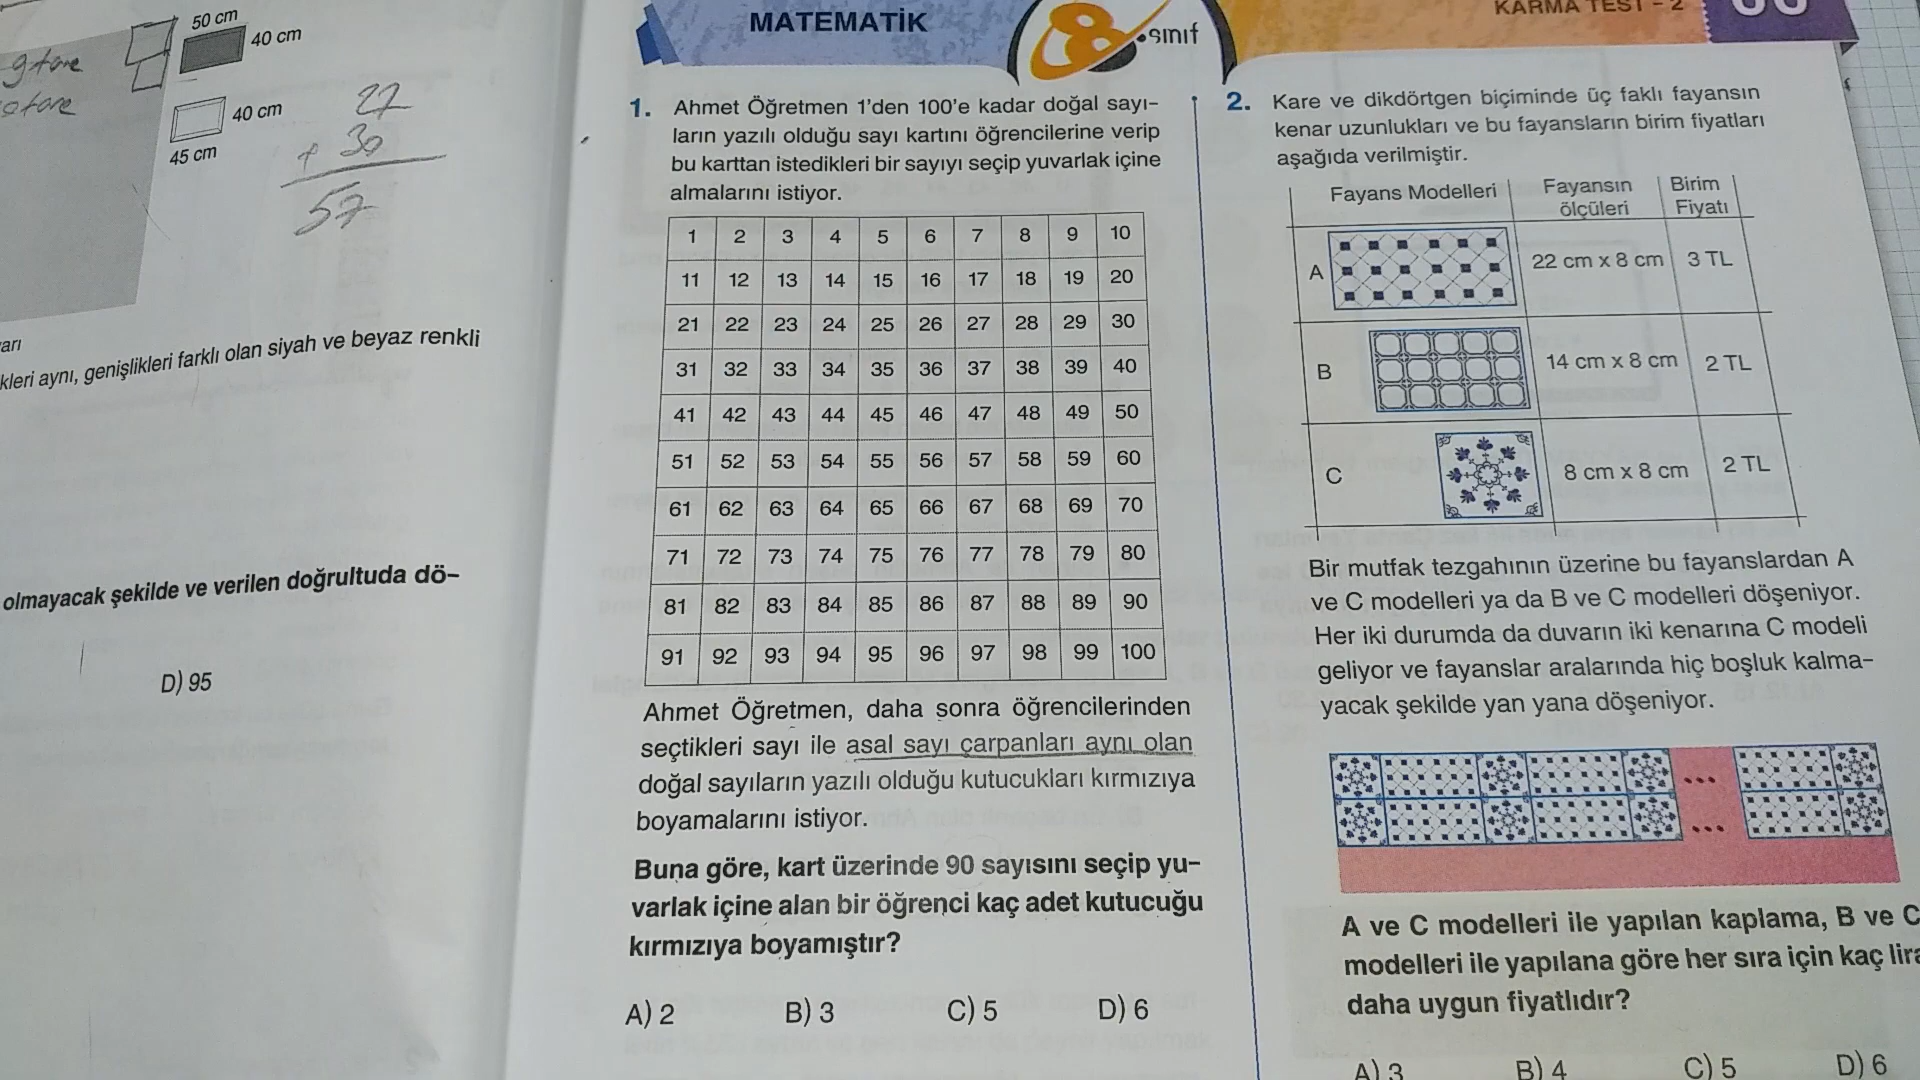 50 cm
40 cm
40 cm
45 cm
27
+ 30
57
kleri aynı, genişlikleri farklı olan siyah ve beyaz renkli
olmayacak şekilde ve verilen doğrultuda dö-
D) 95
MATEMATİK
8. sınıf
KARMA TEST - 2
1. Ahmet Öğretmen 1'den 100'e kadar doğal sayı-
ların yazılı olduğu sayı kartını öğrencilerine verip
bu karttan istedikleri bir sayıyı seçip yuvarlak içine
almalarını istiyor.
1 2 3 4 5 6 7 8 9 10
11 12 13 14 15 16 17 18 19 20
21 22 23 24 25 26 27 28 29 30
31 32 33 34 35 36 37 38 39 40
41 42 43 44 45 46 47 48 49 50
51 52 53 54 55 56 57 58 59 60
61 62 63 64 65 66 67 68 69 70
71 72 73 74 75 76 77 78 79 80
81 82 83 84 85 86 87 88 89 90
91 92 93 94 95 96 97 98 99 100
Ahmet Öğretmen, daha sonra öğrencilerinden
seçtikleri sayı ile asal sayı çarpanları aynı olan
doğal sayıların yazılı olduğu kutucukları kırmızıya
boyamalarını istiyor.
Buna göre, kart üzerinde 90 sayısını seçip yu-
varlak içine alan bir öğrenci kaç adet kutucuğu
kırmızıya boyamıştır?
A) 2 B) 3 C) 5 D) 6
2. Kare ve dikdörtgen biçiminde üç faklı fayansın
kenar uzunlukları ve bu fayansların birim fiyatları
aşağıda verilmiştir.
Fayans Modelleri Fayansın ölçüleri Birim Fiyatı
A 22 cm x 8 cm 3 TL
B 14 cm x 8 cm 2 TL
C 8 cm x 8 cm 2 TL
Bir mutfak tezgahının üzerine bu fayanslardan A
ve C modelleri ya da B ve C modelleri döşeniyor.
Her iki durumda da duvarın iki kenarına C modeli
geliyor ve fayanslar aralarında hiç boşluk kalma-
yacak şekilde yan yana döşeniyor.
A ve C modelleri ile yapılan kaplama, B ve C
modelleri ile yapılana göre her sıra için kaç lira
daha uygun fiyatlıdır?
A) 3 B) 4 C) 5 D) 6